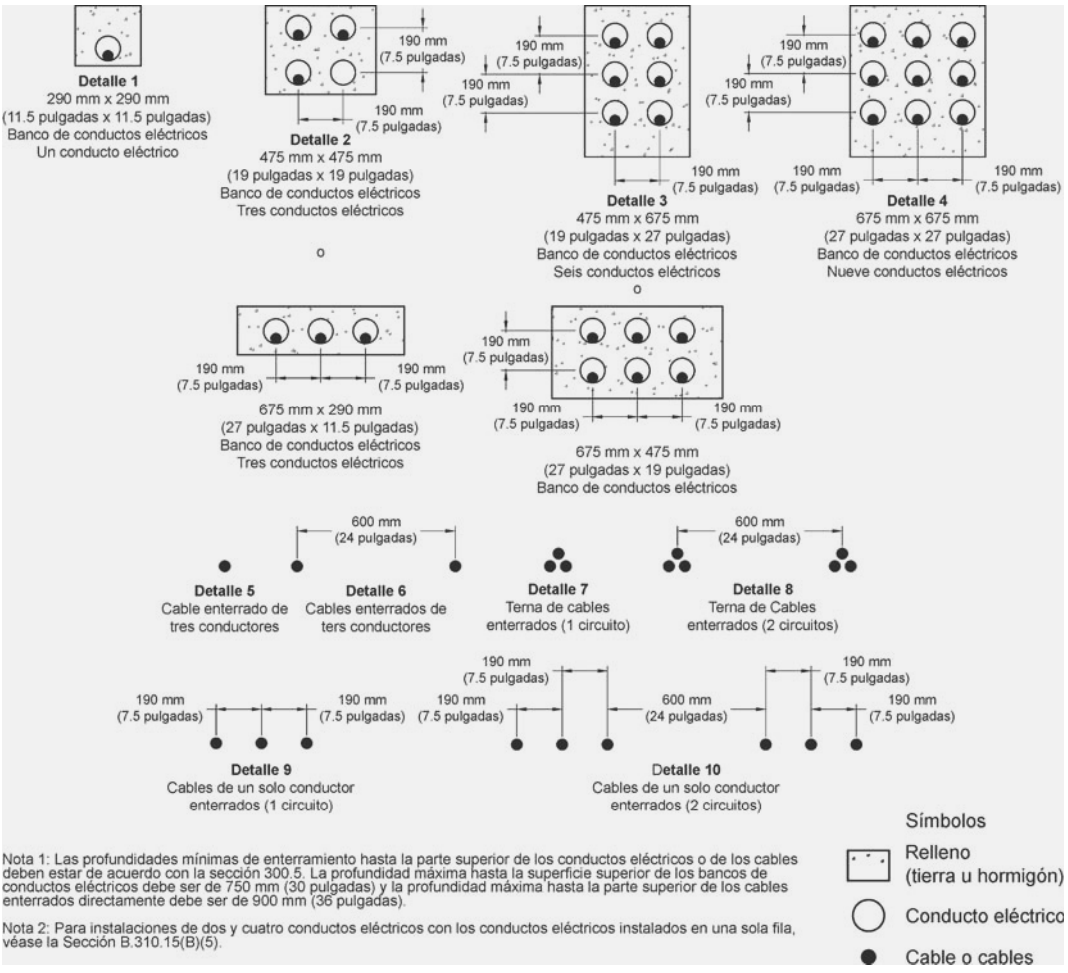 190 mm
(7.5 pulgadas)
190 mm
(7.5 pulgadas)
190 mm
(7.5 pulgadas)
190 mm
(7.5 pulgadas)
190 mm
(7.5 pulgadas)
Detalle 1
290 mm x 290 mm
(11.5 pulgadas x 11.5 pulgadas)
Banco de conductos eléctricos
Un conducto eléctrico
190 mm
(7.5 pulgadas)
Detalle 2
475 mm x 475 mm
(19 pulgadas x 19 pulgadas)
Banco de conductos eléctricos
Tres conductos eléctricos
o
190 mm
(7.5 pulgadas)
Detalle 3
475 mm x 675 mm
(19 pulgadas x 27 pulgadas)
Banco de conductos eléctricos
Seis conductos eléctricos
o
190 mm
(7.5 pulgadas)
190 mm
(7.5 pulgadas)
Detalle 4
675 mm x 675 mm
(27 pulgadas x 27 pulgadas)
Banco de conductos eléctricos
Nueve conductos eléctricos
190 mm
(7.5 pulgadas)
190 mm
(7.5 pulgadas)
675 mm x 290 mm
(27 pulgadas x 11.5 pulgadas)
Banco de conductos eléctricos
Tres conductos eléctricos
190 mm
(7.5 pulgadas)
190 mm
(7.5 pulgadas)
190 mm
(7.5 pulgadas)
675 mm x 475 mm
(27 pulgadas x 19 pulgadas)
Banco de conductos eléctricos
600 mm
(24 pulgadas)
600 mm
(24 pulgadas)
Detalle 5
Cable enterrado de
tres conductores
Detalle 6
Cables enterrados de
ters conductores
Detalle 7
Terna de cables
enterrados (1 circuito)
Detalle 8
Terna de Cables
enterrados (2 circuitos)
190 mm
(7.5 pulgadas)
190 mm
(7.5 pulgadas)
Detalle 9
Cables de un solo conductor
enterrados (1 circuito)
190 mm
(7.5 pulgadas)
190 mm
(7.5 pulgadas)
600 mm
(24 pulgadas)
190 mm
(7.5 pulgadas)
190 mm
(7.5 pulgadas)
Detalle 10
Cables de un solo conductor
enterrados (2 circuitos)
Símbolos
Relleno
(tierra u hormigón)
Conducto eléctrico
Cable o cables
Nota 1: Las profundidades mínimas de enterramiento hasta la parte superior de los conductos eléctricos o de los cables
deben estar de acuerdo con la sección 300.5. La profundidad máxima hasta la superficie superior de los bancos de
conductos eléctricos debe ser de 750 mm (30 pulgadas) y la profundidad máxima hasta la parte superior de los cables
enterrados directamente debe ser de 900 mm (36 pulgadas).
Nota 2: Para instalaciones de dos y cuatro conductos eléctricos con los conductos eléctricos instalados en una sola fila,
véase la Sección B.310.15(B)(5).